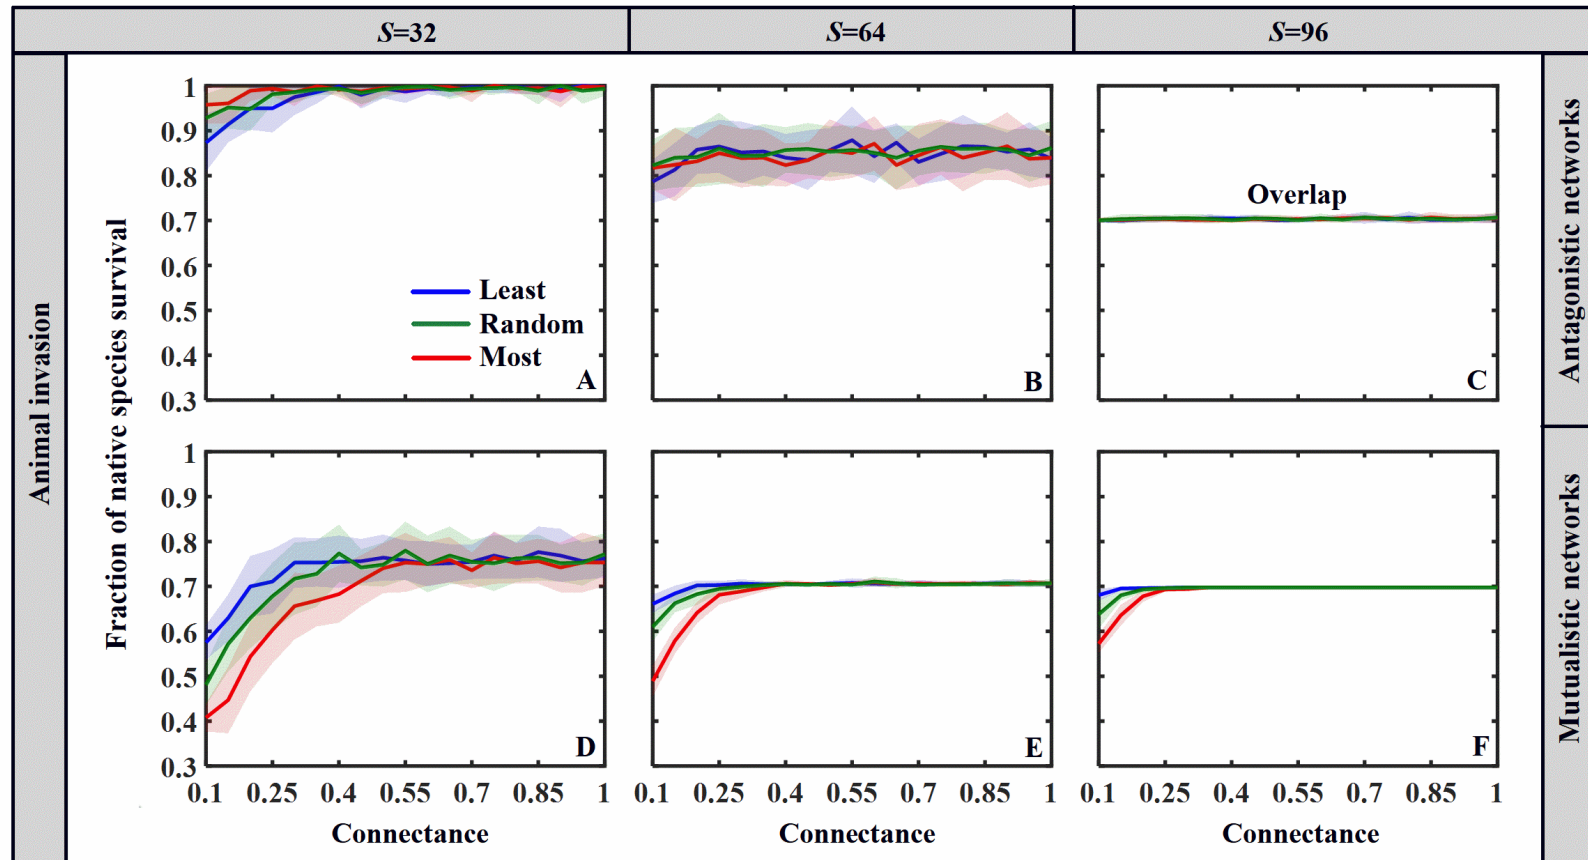 S=32
S=64
S=96
Animal invasion
Fraction of native species survival
Antagonistic networks
Mutualistic networks
1
0.9
0.8
0.7
0.6
0.5
0.4
0.3
Least
Random
Most
A
B
Overlap
C
1
0.9
0.8
0.7
0.6
0.5
0.4
0.3
D
E
F
0.1 0.25 0.4 0.55 0.7 0.85 1
0.1 0.25 0.4 0.55 0.7 0.85 1
0.1 0.25 0.4 0.55 0.7 0.85 1
Connectance
Connectance
Connectance